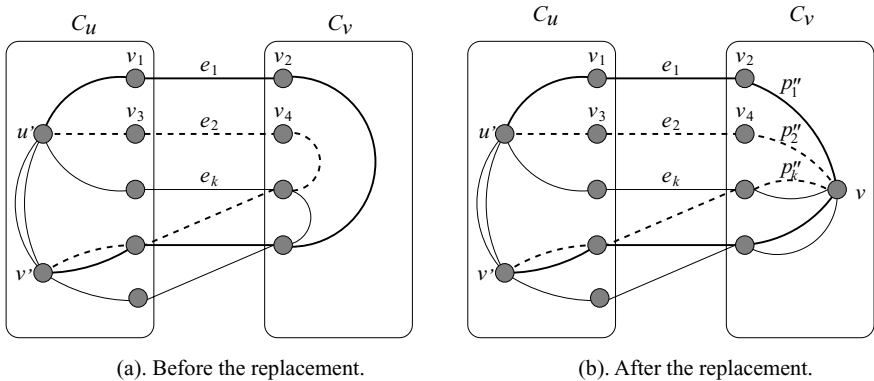 C_u C_v C_u C_v
v_1 e_1 v_2 v_1 e_1 v_2
p''_1
v_3 v_4 v_3 v_4
u' e_2 u' e_2 p''_2
e_k e_k p''_k
v
v' v'
(a). Before the replacement. (b). After the replacement.